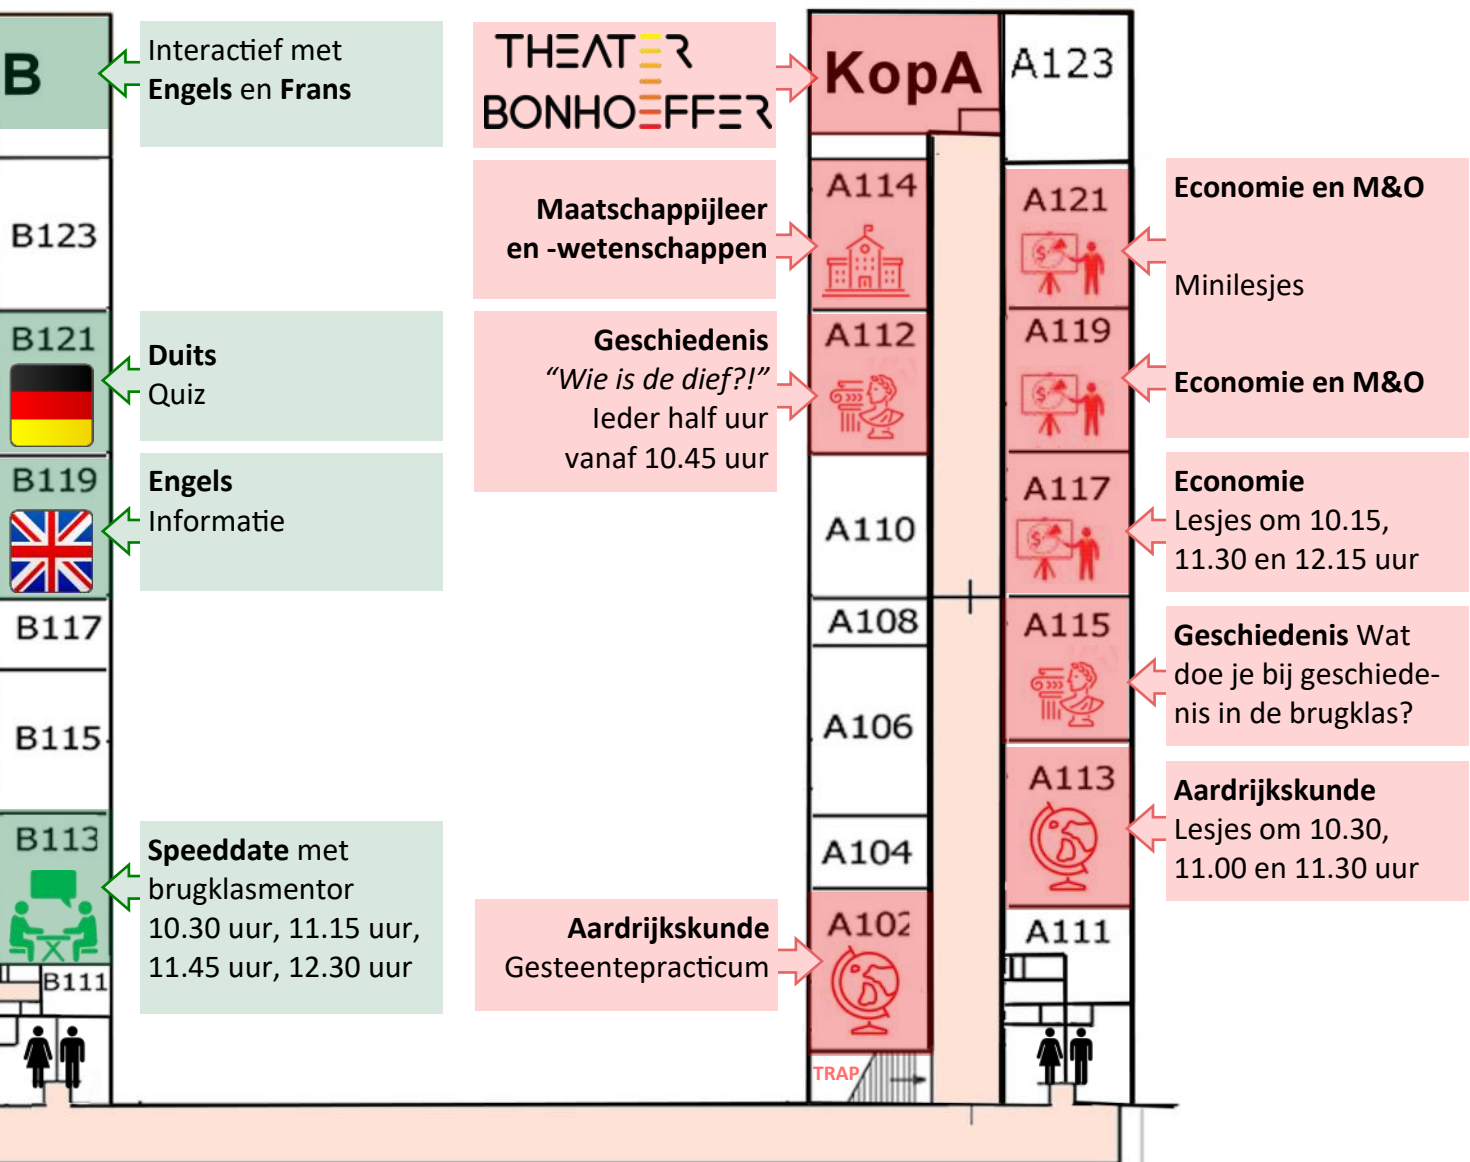 B
Interactief met
Engels en Frans
B123
B121
Duits
Quiz
B119
Engels
Informatie
B117
B115
B113
Speeddate met
brugklasmentor
10.30 uur, 11.15 uur,
11.45 uur, 12.30 uur
B111
THEATER
BONHOEFFER
KopA
A123
Maatschappijleer
en -wetenschappen
A114
A121
Economie en M&O
Minilesjes
Geschiedenis
“Wie is de dief?!”
Ieder half uur
vanaf 10.45 uur
A112
A119
Economie en M&O
A110
A117
Economie
Lesjes om 10.15,
11.30 en 12.15 uur
A108
A115
Geschiedenis Wat
doe je bij geschiede-
nis in de brugklas?
A106
A113
Aardrijkskunde
Lesjes om 10.30,
11.00 en 11.30 uur
A104
Aardrijkskunde
Gesteentepracticum
A102
A111
TRAP